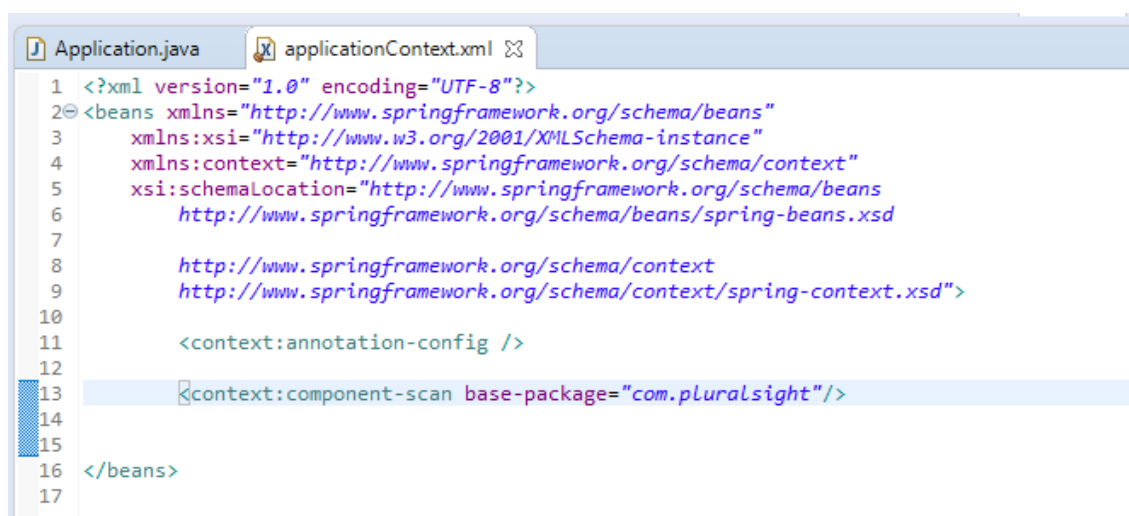 Application.java applicationContext.xml
1 <?xml version="1.0" encoding="UTF-8"?>
2 <beans xmlns="http://www.springframework.org/schema/beans"
3 xmlns:xsi="http://www.w3.org/2001/XMLSchema-instance"
4 xmlns:context="http://www.springframework.org/schema/context"
5 xsi:schemaLocation="http://www.springframework.org/schema/beans
6 http://www.springframework.org/schema/beans/spring-beans.xsd
7
8 http://www.springframework.org/schema/context
9 http://www.springframework.org/schema/context/spring-context.xsd">
10
11 <context:annotation-config />
12
13 <context:component-scan base-package="com.pluralsight"/>
14
15
16 </beans>
17